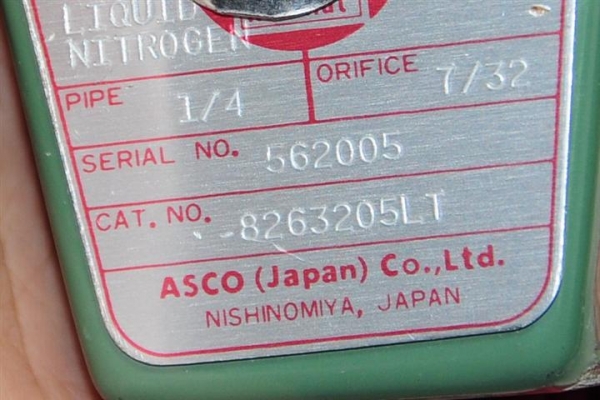 LIQUID
NITROGEN
PIPE 1/4
ORIFICE 7/32
SERIAL NO. 562005
CAT. NO. 8263205LT
ASCO (Japan) Co.,Ltd.
NISHINOMIYA, JAPAN